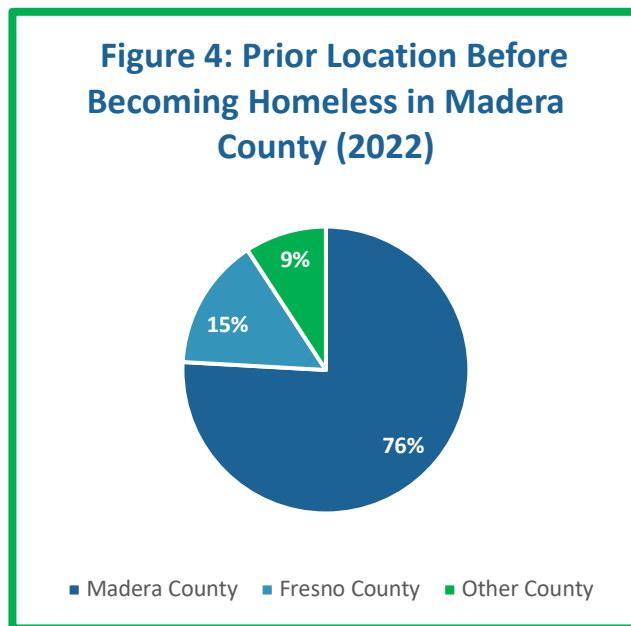 Figure 4: Prior Location Before
Becoming Homeless in Madera
County (2022)
9%
15%
76%
Madera County Fresno County Other County